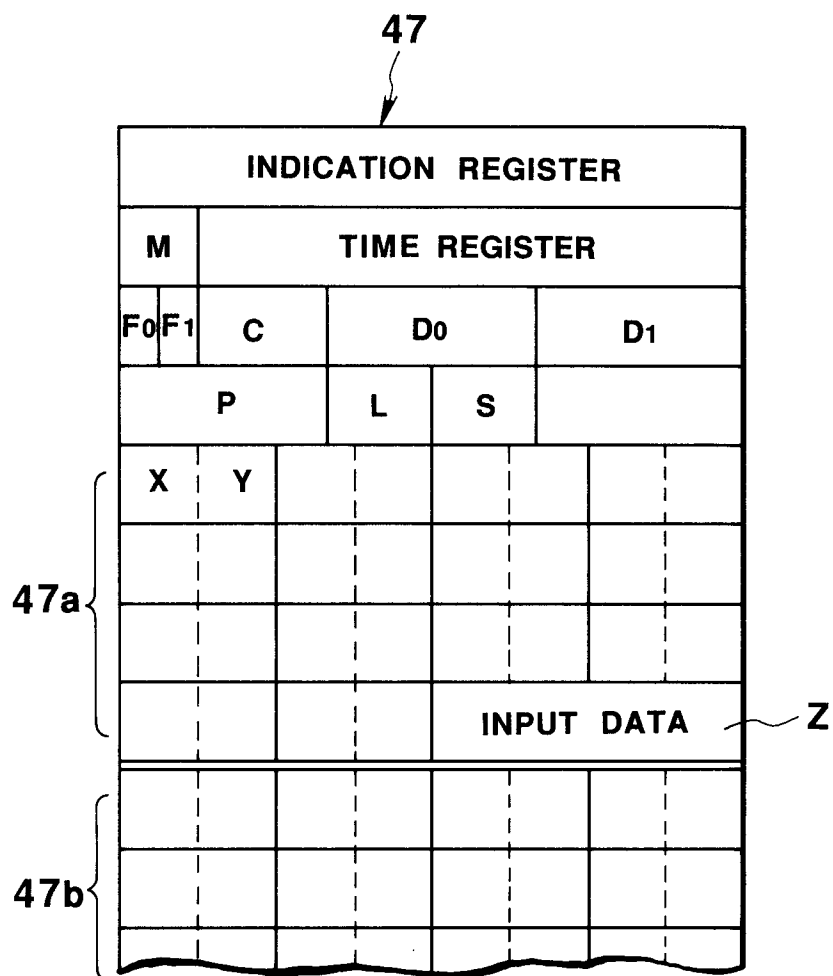 47
INDICATION REGISTER
M TIME REGISTER
F0 F1 C D0 D1
P L S
X Y
47a
INPUT DATA Z
47b